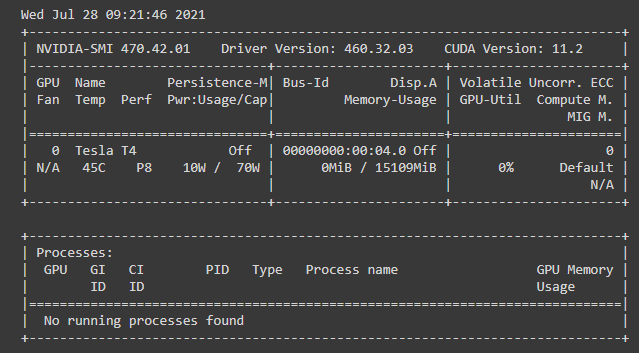 Wed Jul 28 09:21:46 2021
+-----------------------------------------------------------------------------+
| NVIDIA-SMI 470.42.01    Driver Version: 460.32.03    CUDA Version: 11.2     |
|-------------------------------+----------------------+----------------------+
| GPU  Name        Persistence-M| Bus-Id        Disp.A | Volatile Uncorr. ECC |
| Fan  Temp  Perf  Pwr:Usage/Cap|         Memory-Usage | GPU-Util  Compute M. |
|                               |                      |               MIG M. |
|===============================+======================+======================|
|   0  Tesla T4            Off  | 00000000:00:04.0 Off |                    0 |
| N/A   45C    P8    10W /  70W |      0MiB / 15109MiB |      0%      Default |
|                               |                      |                  N/A |
+-------------------------------+----------------------+----------------------+

+-----------------------------------------------------------------------------+
| Processes:                                                                  |
|  GPU   GI   CI        PID   Type   Process name                  GPU Memory |
|        ID   ID                                                   Usage      |
|=============================================================================|
|  No running processes found                                                 |
+-----------------------------------------------------------------------------+